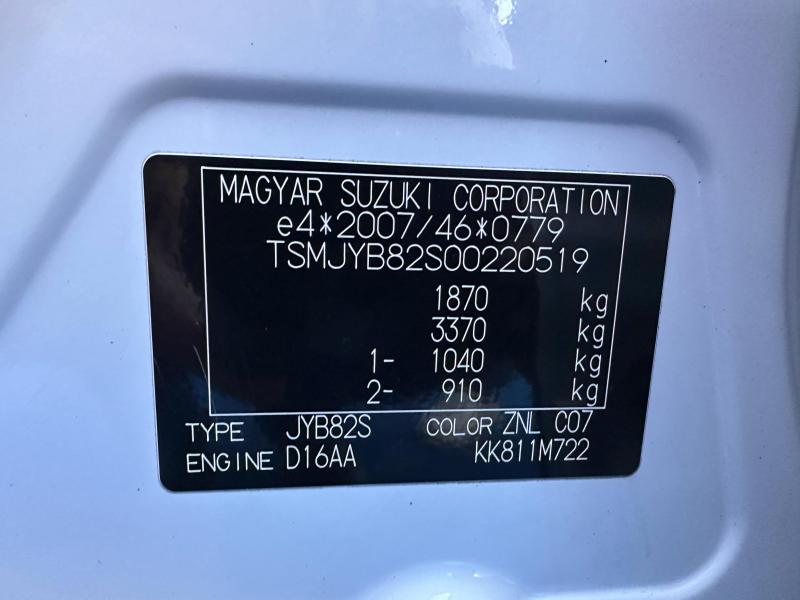 MAGYAR SUZUKI CORPORATION
e4*2007/46*0779
TSMJYB82S00220519
1870 kg
3370 kg
1- 1040 kg
2- 910 kg
TYPE JYB82S COLOR ZNL C07
ENGINE D16AA KK811M722